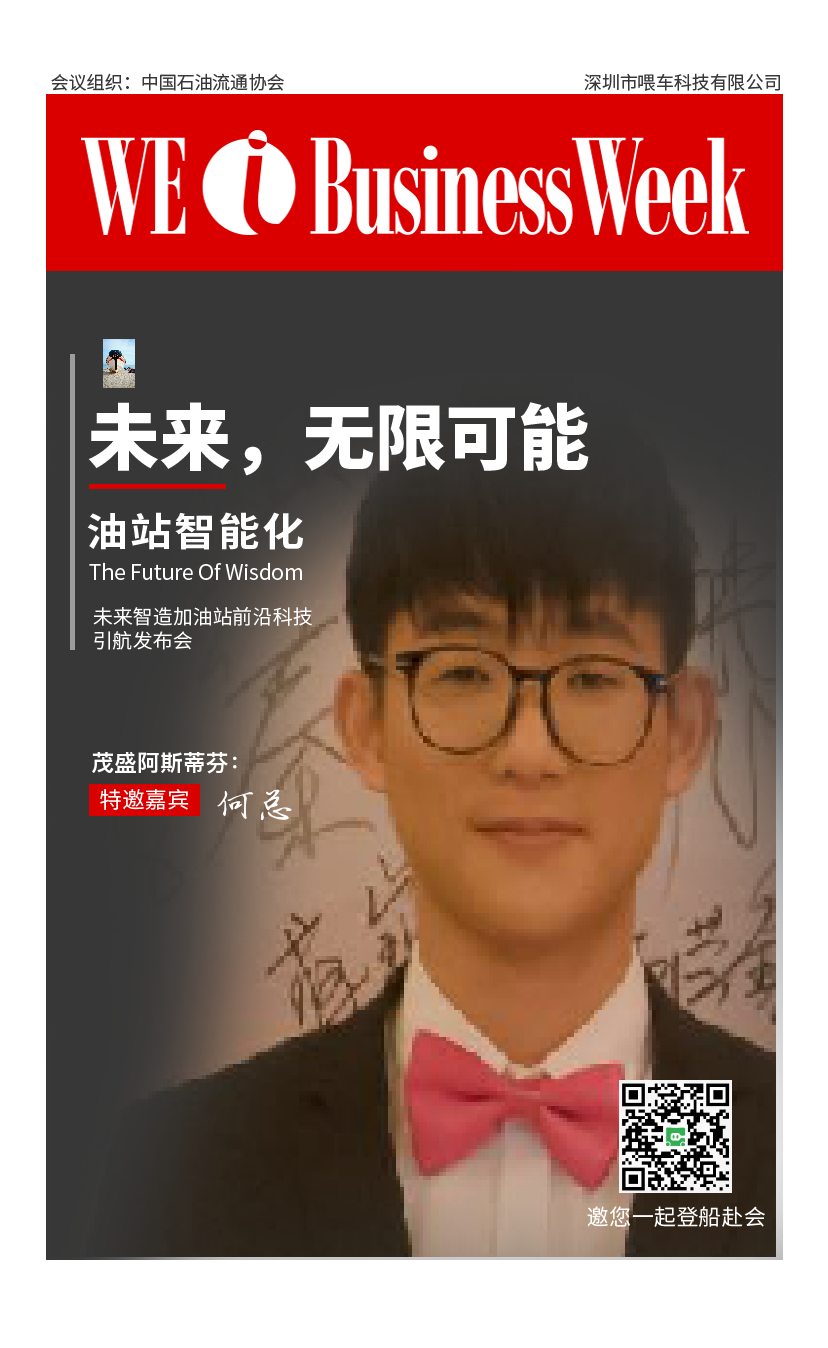 会议组织：中国石油流通协会
深圳市喂车科技有限公司
WE i BusinessWeek
未来，无限可能
油站智能化
The Future Of Wisdom
未来智造加油站前沿科技
引航发布会
茂盛阿斯蒂芬：
特邀嘉宾
何总
邀您一起登船赴会